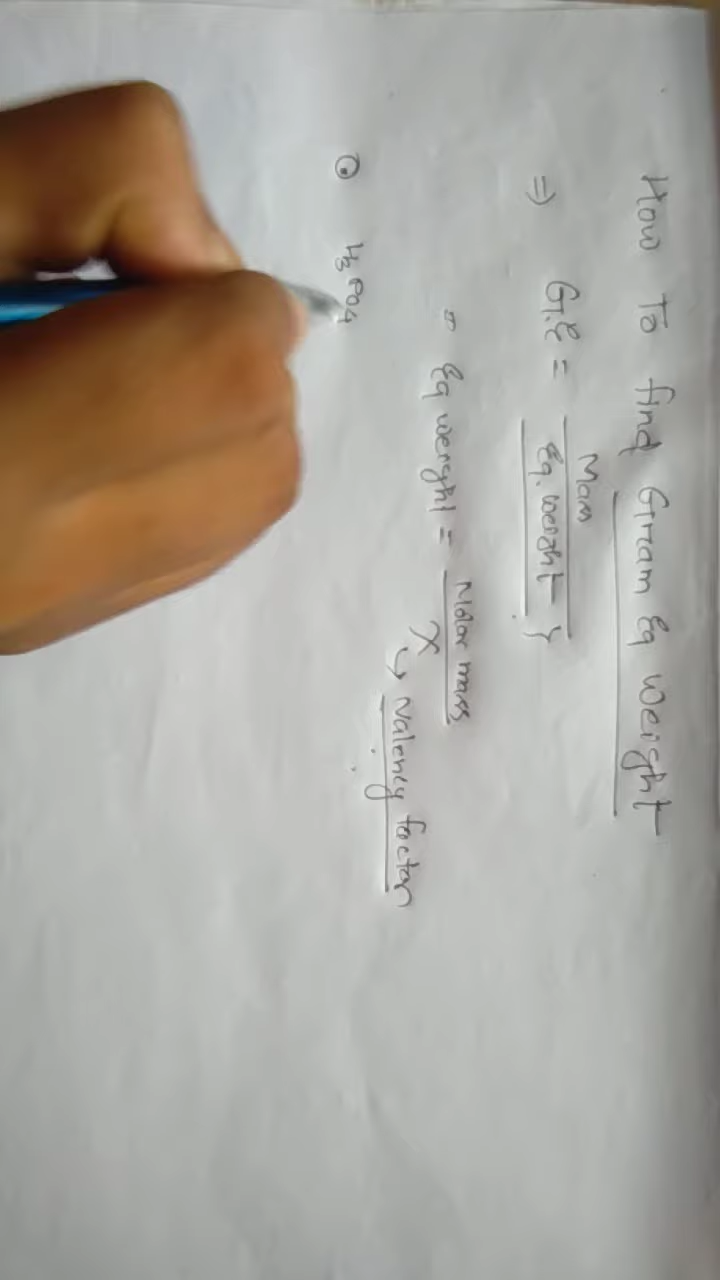 How To find Gram Eq weight
⇒ G.E = Mass / Eq. weight }
= Eq weight = Molar mass / X
↳ Valency factor
⊙ H3PO4